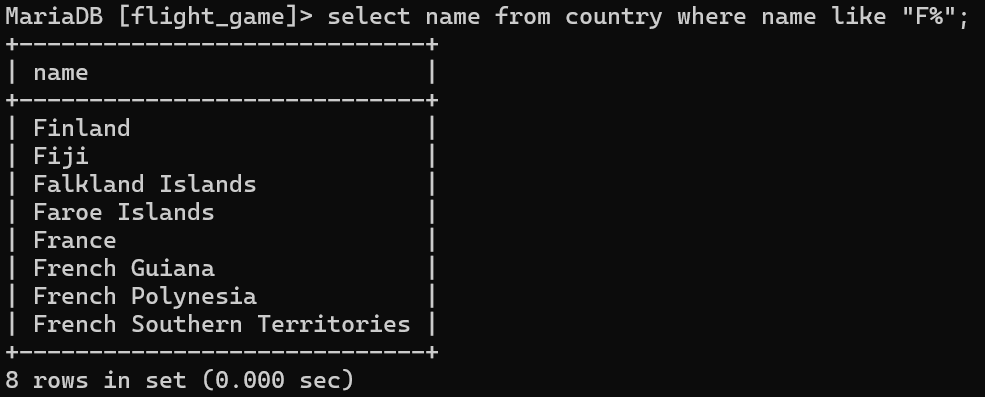 MariaDB [flight_game]> select name from country where name like "F%";
+-----------------------------+
| name                        |
+-----------------------------+
| Finland                     |
| Fiji                        |
| Falkland Islands            |
| Faroe Islands               |
| France                      |
| French Guiana               |
| French Polynesia            |
| French Southern Territories |
+-----------------------------+
8 rows in set (0.000 sec)